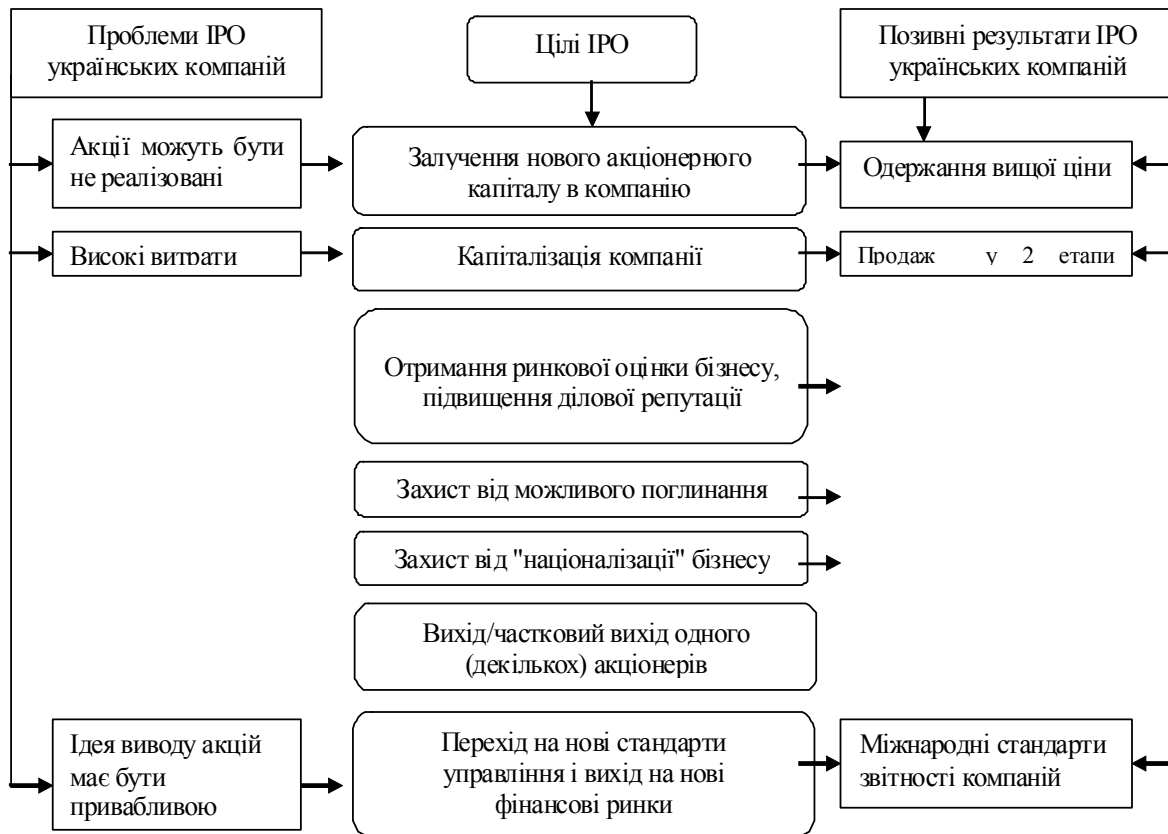 Проблеми ІРО
українських компаній
Цілі ІРО
Позивні результати ІРО
українських компаній
Акції можуть бути
не реалізовані
Залучення нового акціонерного
капіталу в компанію
Одержання вищої ціни
Високі витрати
Капіталізація компанії
Продаж у 2 етапи
Отримання ринкової оцінки бізнесу,
підвищення ділової репутації
Захист від можливого поглинання
Захист від "націоналізації" бізнесу
Вихід/частковий вихід одного
(декількох) акціонерів
Ідея виводу акцій
має бути
привабливою
Перехід на нові стандарти
управління і вихід на нові
фінансові ринки
Міжнародні стандарти
звітності компаній